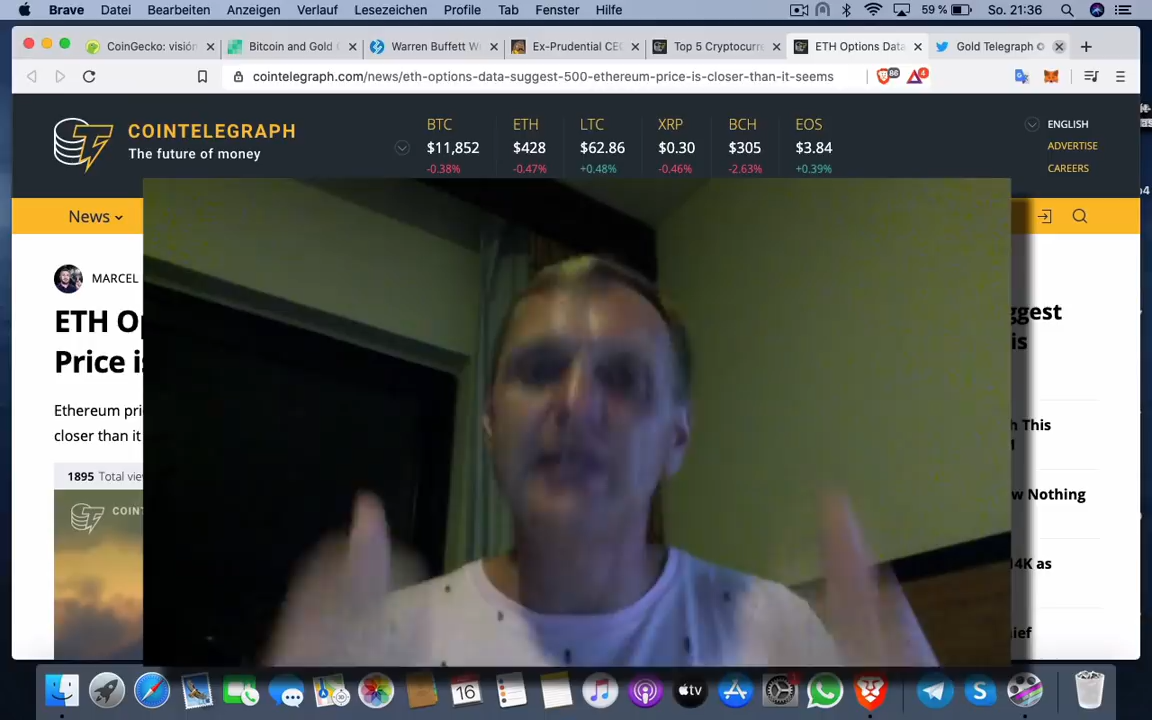 Brave Datei Bearbeiten Anzeigen Verlauf Lesezeichen Profile Tab Fenster Hilfe 59 % So. 21:36
CoinGecko: visión
Bitcoin and Gold
Warren Buffett W
Ex-Prudential CE
Top 5 Cryptocurr
ETH Options Data
Gold Telegraph
cointelegraph.com/news/eth-options-data-suggest-500-ethereum-price-is-closer-than-it-seems
86 4
COINTELEGRAPH
The future of money
BTC ETH LTC XRP BCH EOS
$11,852 $428 $62.86 $0.30 $305 $3.84
-0.38% -0.47% +0.48% -0.46% -2.63% +0.39%
ENGLISH
ADVERTISE
CAREERS
News
MARCEL
ETH O
Price i
Ethereum pri
closer than it
1895 Total vie
COINT
ggest
is
h This
w Nothing
14K as
ief
16